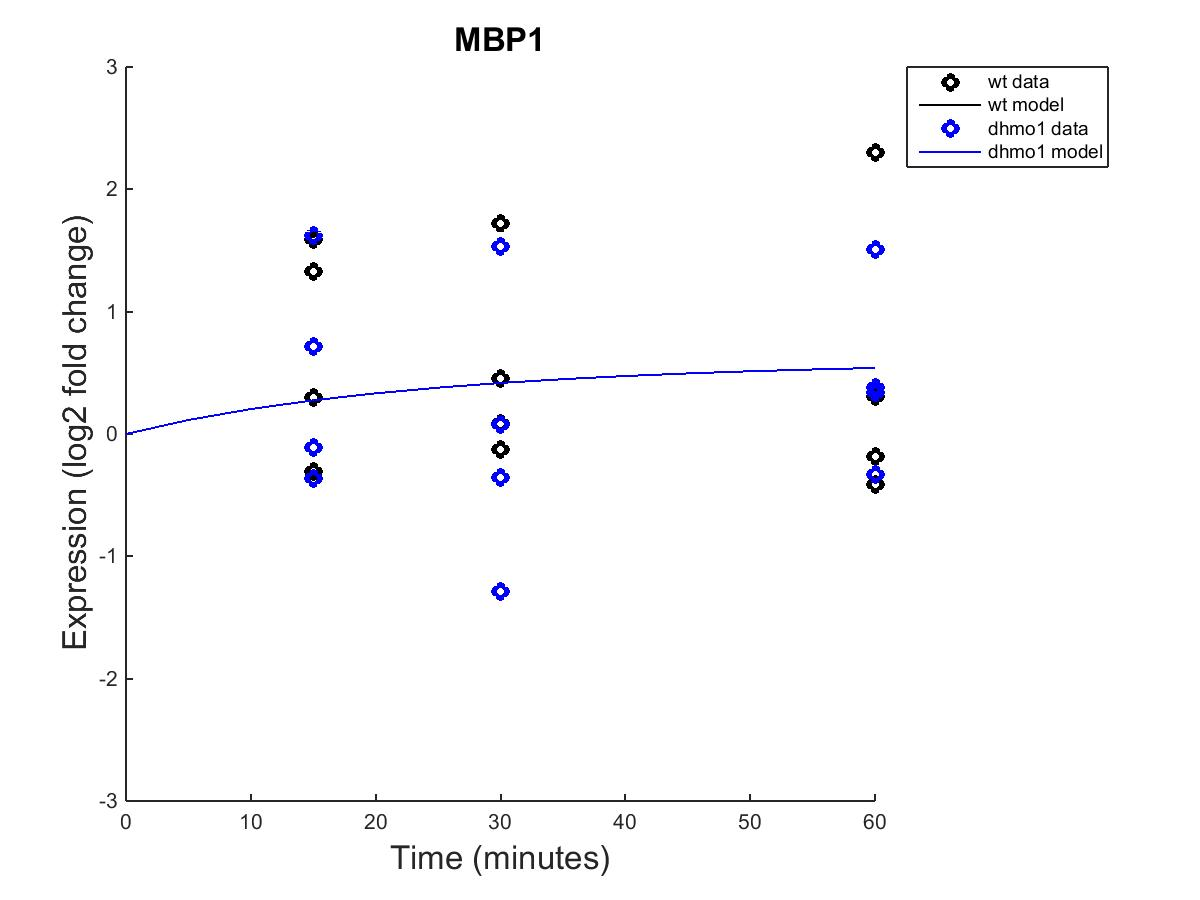 MBP1
3
2
1
0
-1
-2
-3
Expression (log2 fold change)
0 10 20 30 40 50 60
Time (minutes)
wt data
wt model
dhmo1 data
dhmo1 model